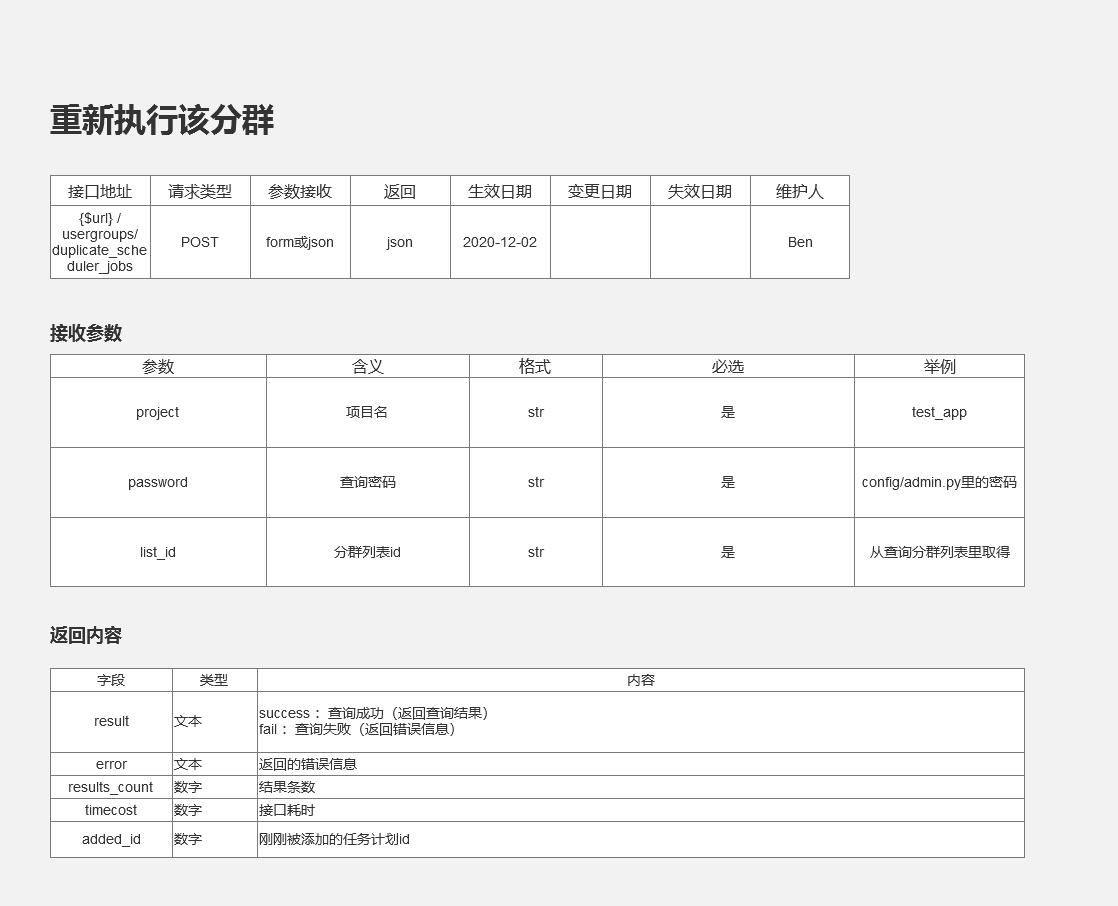 重新执行该分群
接口地址 请求类型 参数接收 返回 生效日期 变更日期 失效日期 维护人
{$url} /
usergroups/
duplicate_sche
duler_jobs
POST form或json json 2020-12-02 Ben
接收参数
参数 含义 格式 必选 举例
project 项目名 str 是 test_app
password 查询密码 str 是 config/admin.py里的密码
list_id 分群列表id str 是 从查询分群列表里取得
返回内容
字段 类型 内容
result 文本
success： 查询成功（返回查询结果）
fail： 查询失败（返回错误信息）
error 文本 返回的错误信息
results_count 数字 结果条数
timecost 数字 接口耗时
added_id 数字 刚刚被添加的任务计划id